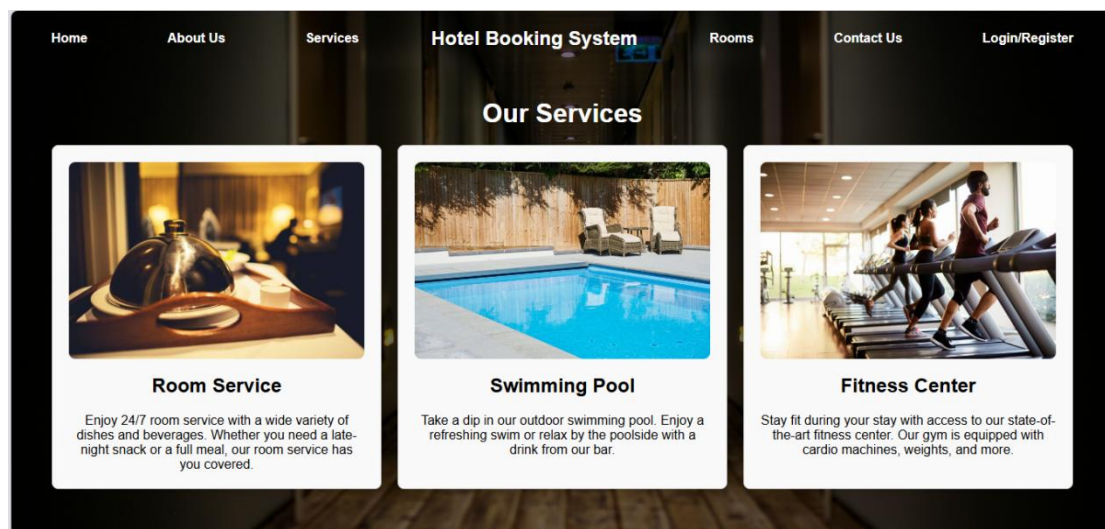 Home About Us Services Hotel Booking System Rooms Contact Us Login/Register
Our Services
Room Service
Enjoy 24/7 room service with a wide variety of
dishes and beverages. Whether you need a late-
night snack or a full meal, our room service has
you covered.
Swimming Pool
Take a dip in our outdoor swimming pool. Enjoy a
refreshing swim or relax by the poolside with a
drink from our bar.
Fitness Center
Stay fit during your stay with access to our state-of-
the-art fitness center. Our gym is equipped with
cardio machines, weights, and more.